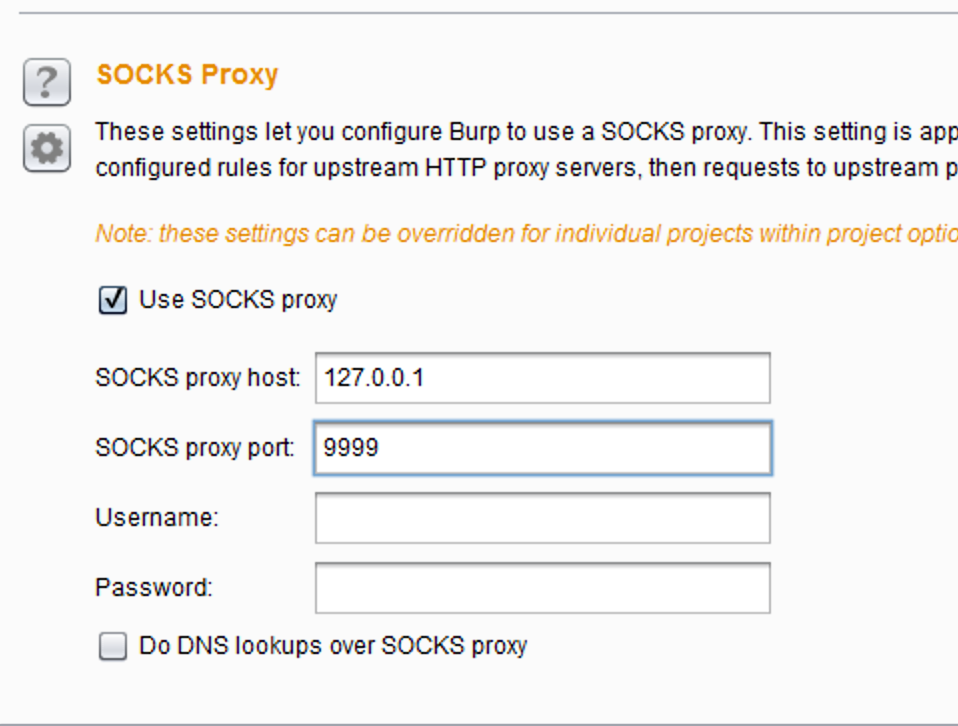 SOCKS Proxy
These settings let you configure Burp to use a SOCKS proxy. This setting is app
configured rules for upstream HTTP proxy servers, then requests to upstream p
Note: these settings can be overridden for individual projects within project optio
Use SOCKS proxy
SOCKS proxy host: 127.0.0.1
SOCKS proxy port: 9999
Username:
Password:
Do DNS lookups over SOCKS proxy